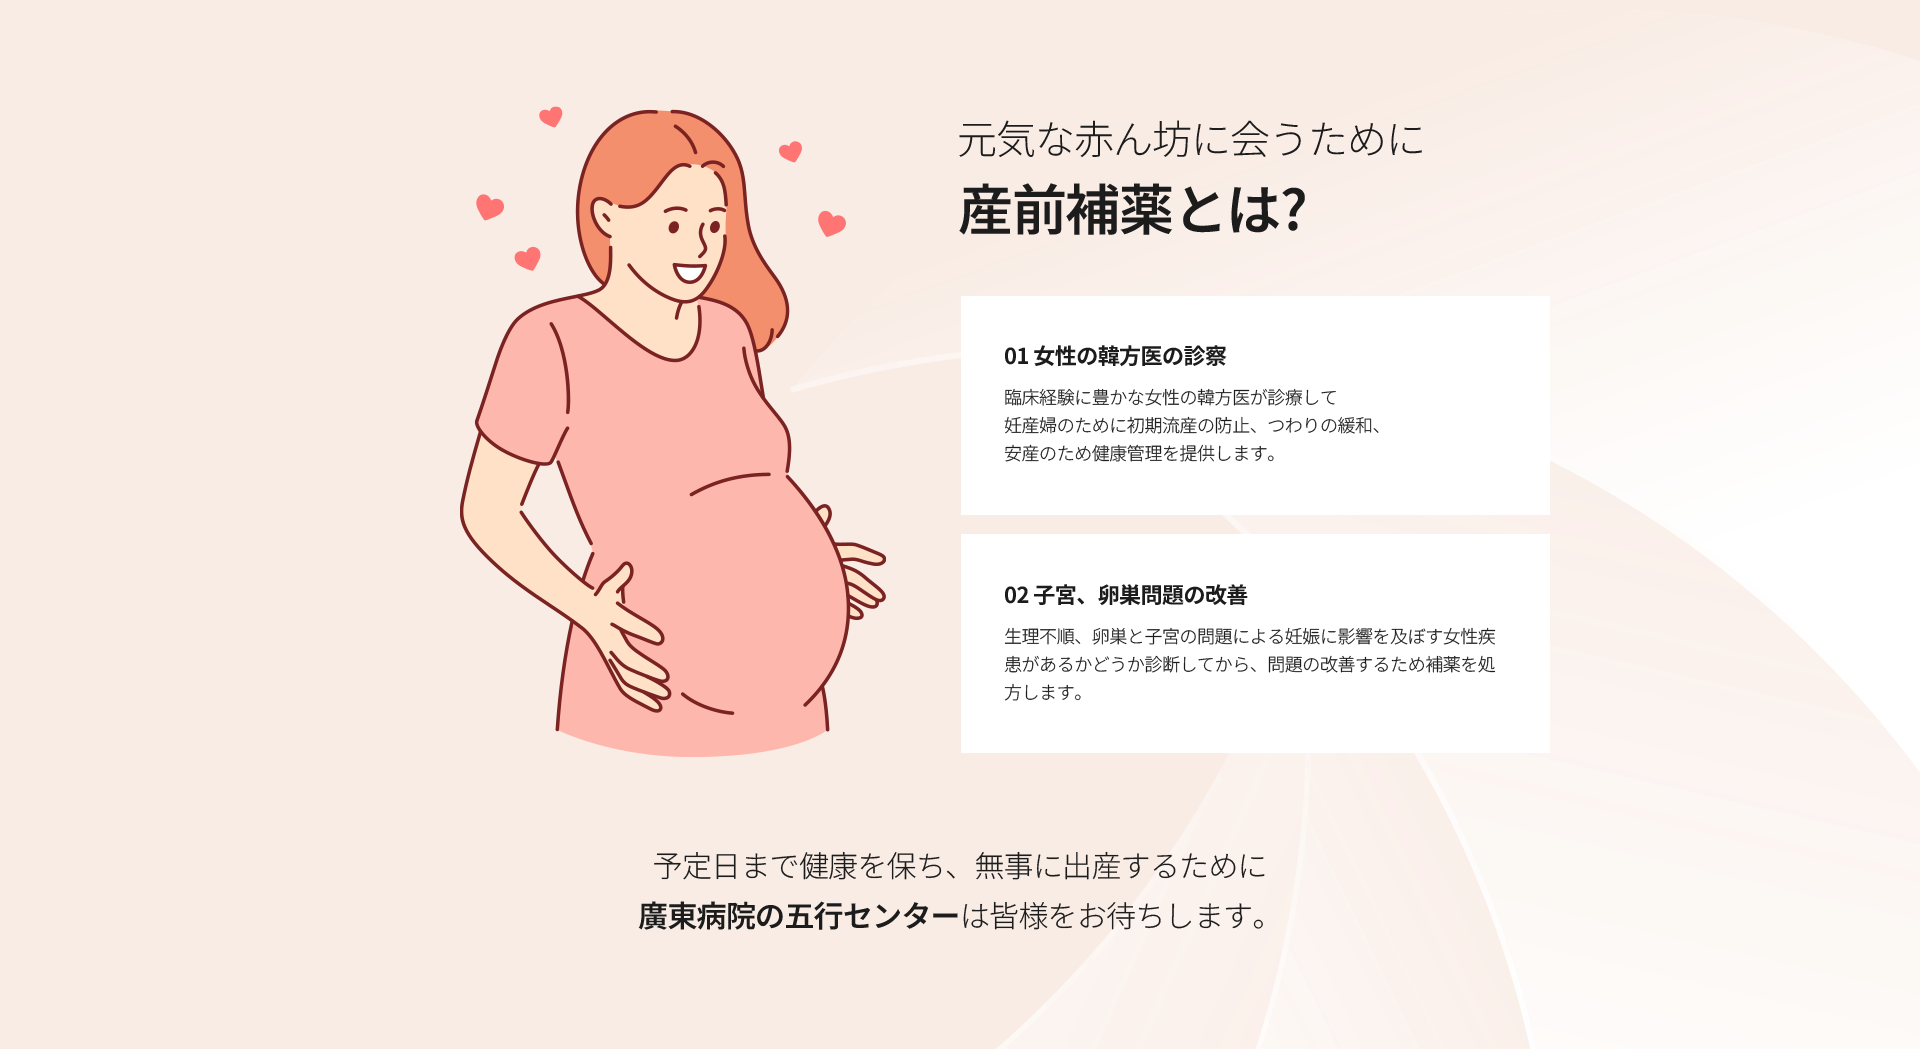 元気な赤ん坊に会うために
産前補薬とは?
01 女性の韓方医の診察
臨床経験に豊かな女性の韓方医が診療して
妊産婦のために初期流産の防止、つわりの緩和、
安産のため健康管理を提供します。
02 子宮、卵巣問題の改善
生理不順、卵巣と子宮の問題による妊娠に影響を及ぼす女性疾
患があるかどうか診断してから、問題の改善するため補薬を処
方します。
予定日まで健康を保ち、無事に出産するために
廣東病院の五行センターは皆様をお待ちします。